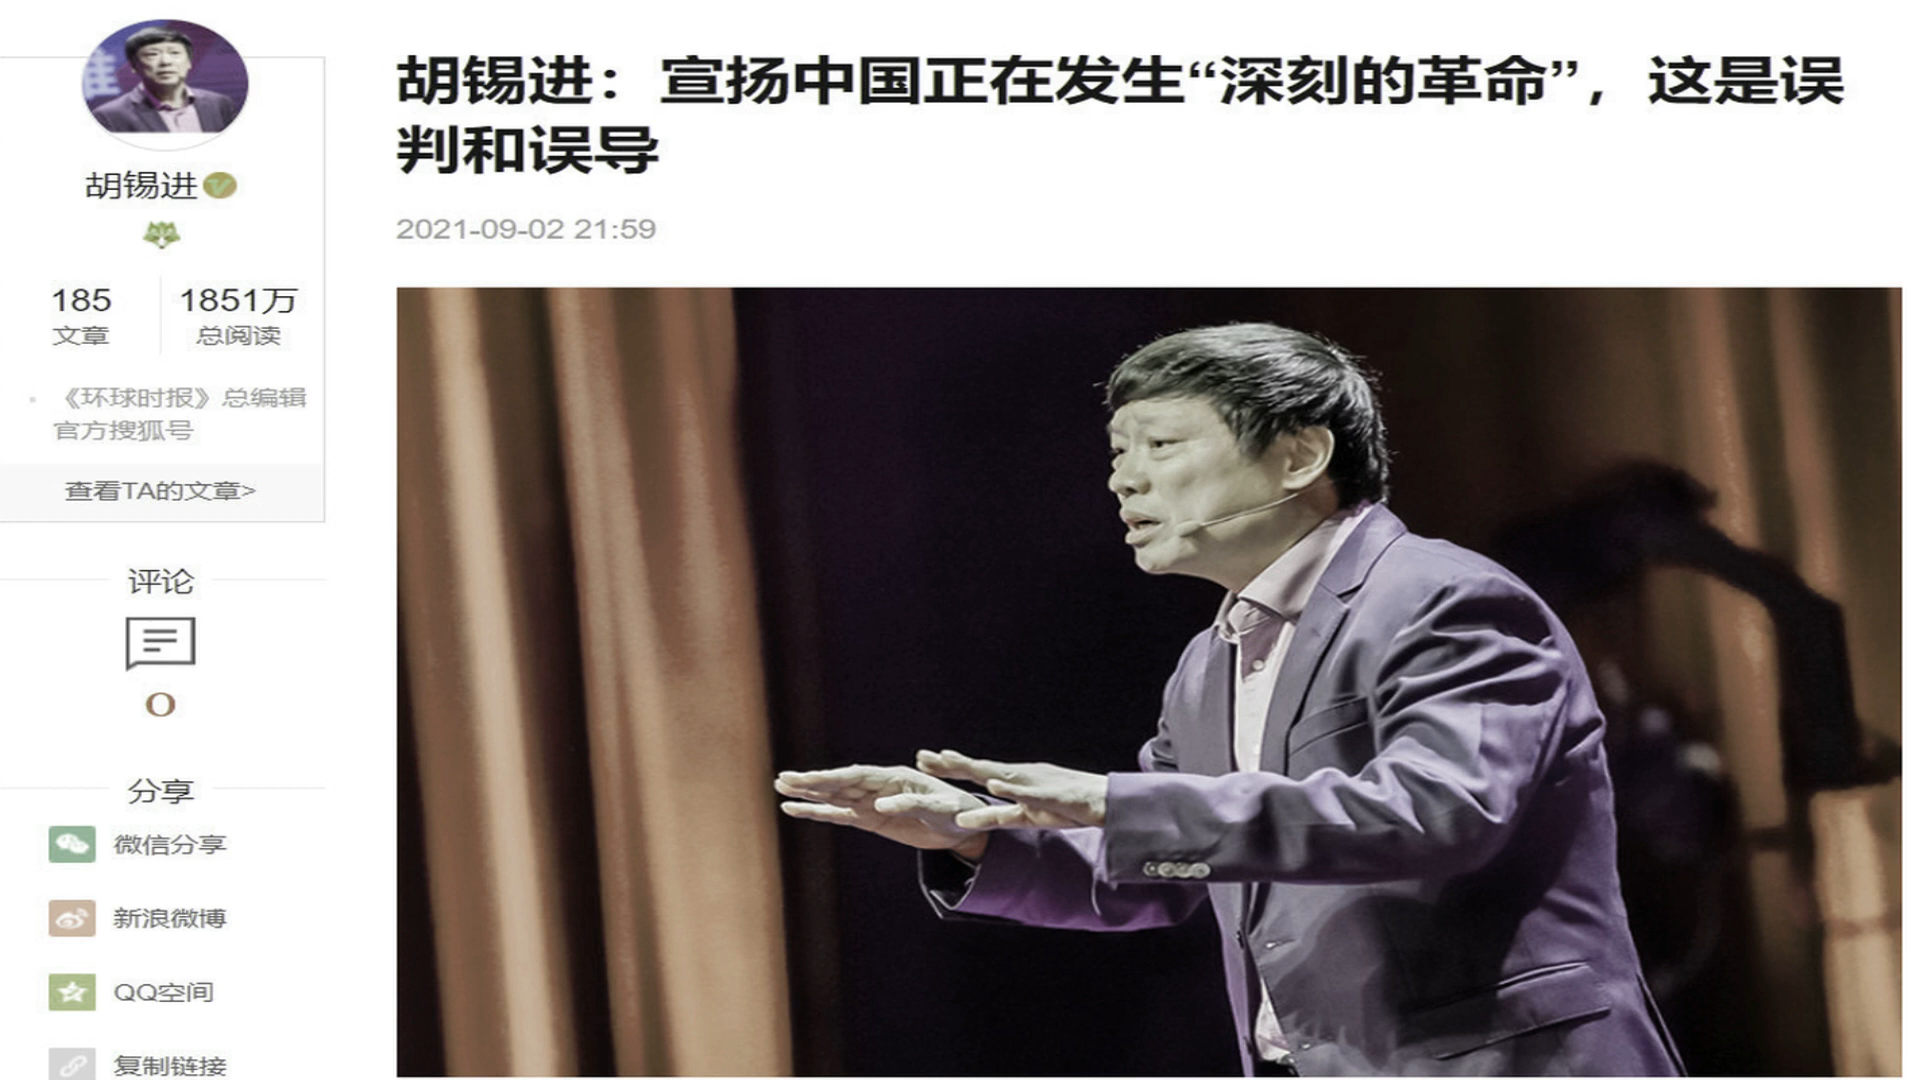 胡锡进：宣扬中国正在发生“深刻的革命”，这是误
判和误导
2021-09-02 21:59
胡锡进
185
文章
1851万
总阅读
《环球时报》总编辑
官方搜狐号
查看TA的文章>
评论
0
分享
微信分享
新浪微博
QQ空间
复制链接